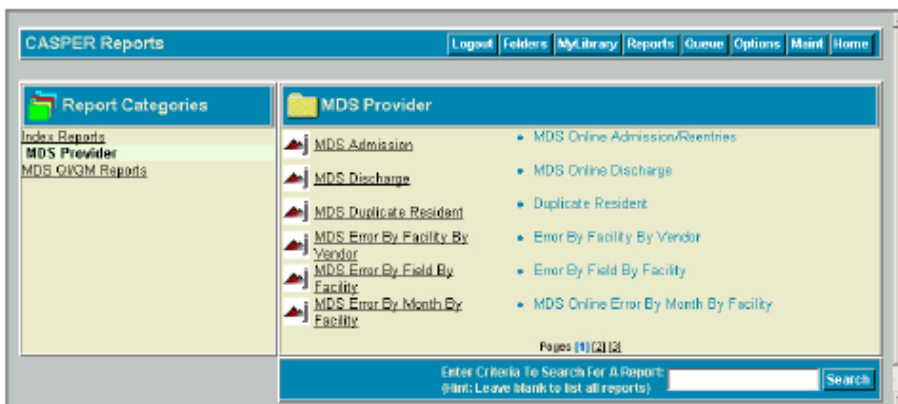 CASPER Reports
Logout Folders MyLibrary Reports Queue Options Maint Home
Report Categories
Index Reports
MDS Provider
MDS QI/QM Reports
MDS Provider
MDS Admission
• MDS Online Admission/Reentries
MDS Discharge
• MDS Online Discharge
MDS Duplicate Resident
• Duplicate Resident
MDS Error By Facility By
Vendor
• Error By Facility By Vendor
MDS Error By Field By
Facility
• Error By Field By Facility
MDS Error By Month By
Facility
• MDS Online Error By Month By Facility
Pages [1] [2] [3]
Enter Criteria To Search For A Report:
(Hint: Leave blank to list all reports)
Search